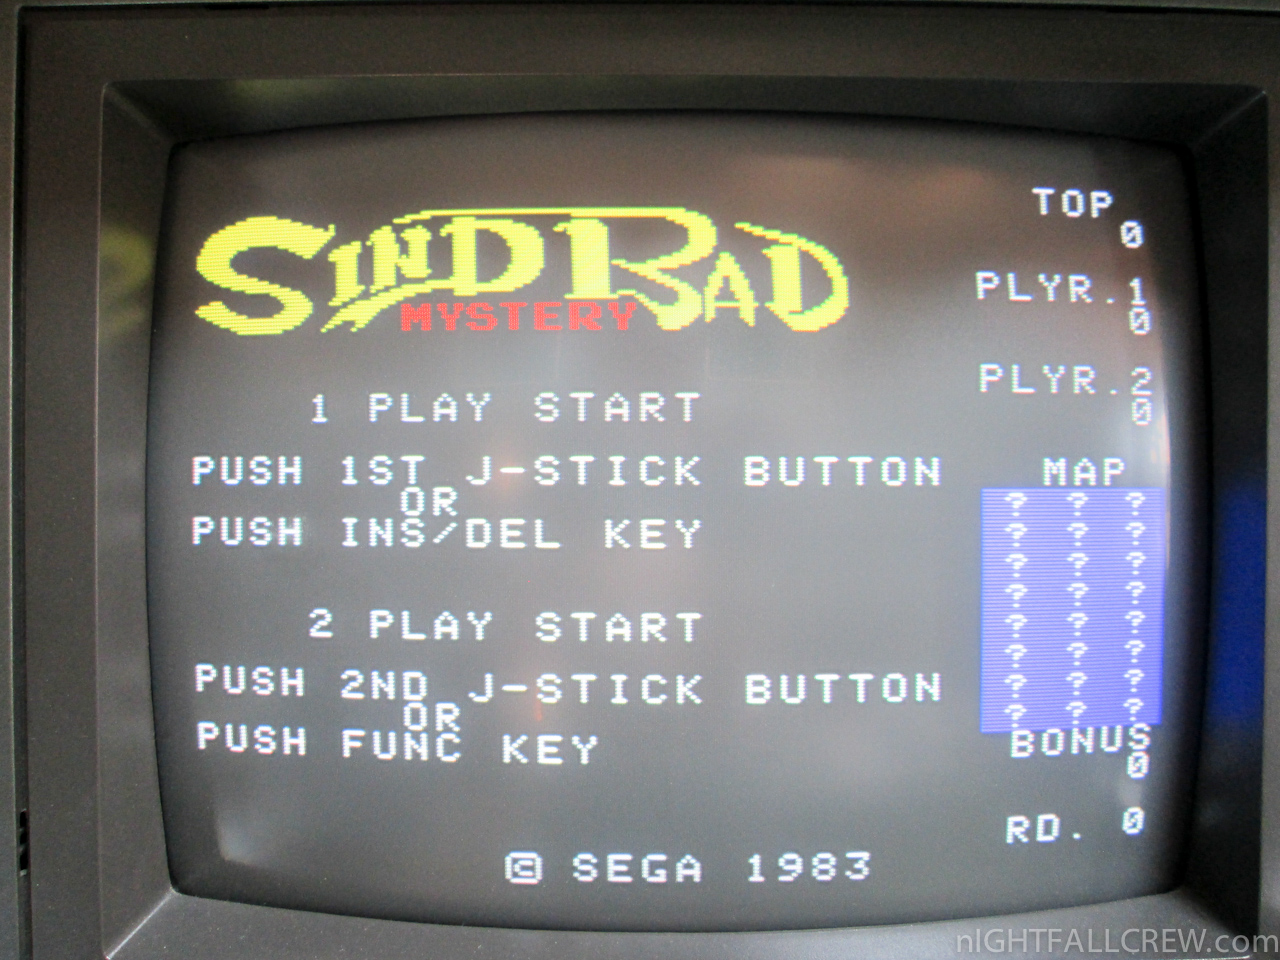 SINDBAD
MYSTERY
1 PLAY START
PUSH 1ST J-STICK BUTTON
OR
PUSH INS/DEL KEY
2 PLAY START
PUSH 2ND J-STICK BUTTON
OR
PUSH FUNC KEY
© SEGA 1983
TOP
0
PLYR.1
0
PLYR.2
0
MAP
? ? ?
? ? ?
? ? ?
? ? ?
? ? ?
? ? ?
? ? ?
? ? ?
BONUS
0
RD. 0
nIGHTFALLCREW.com